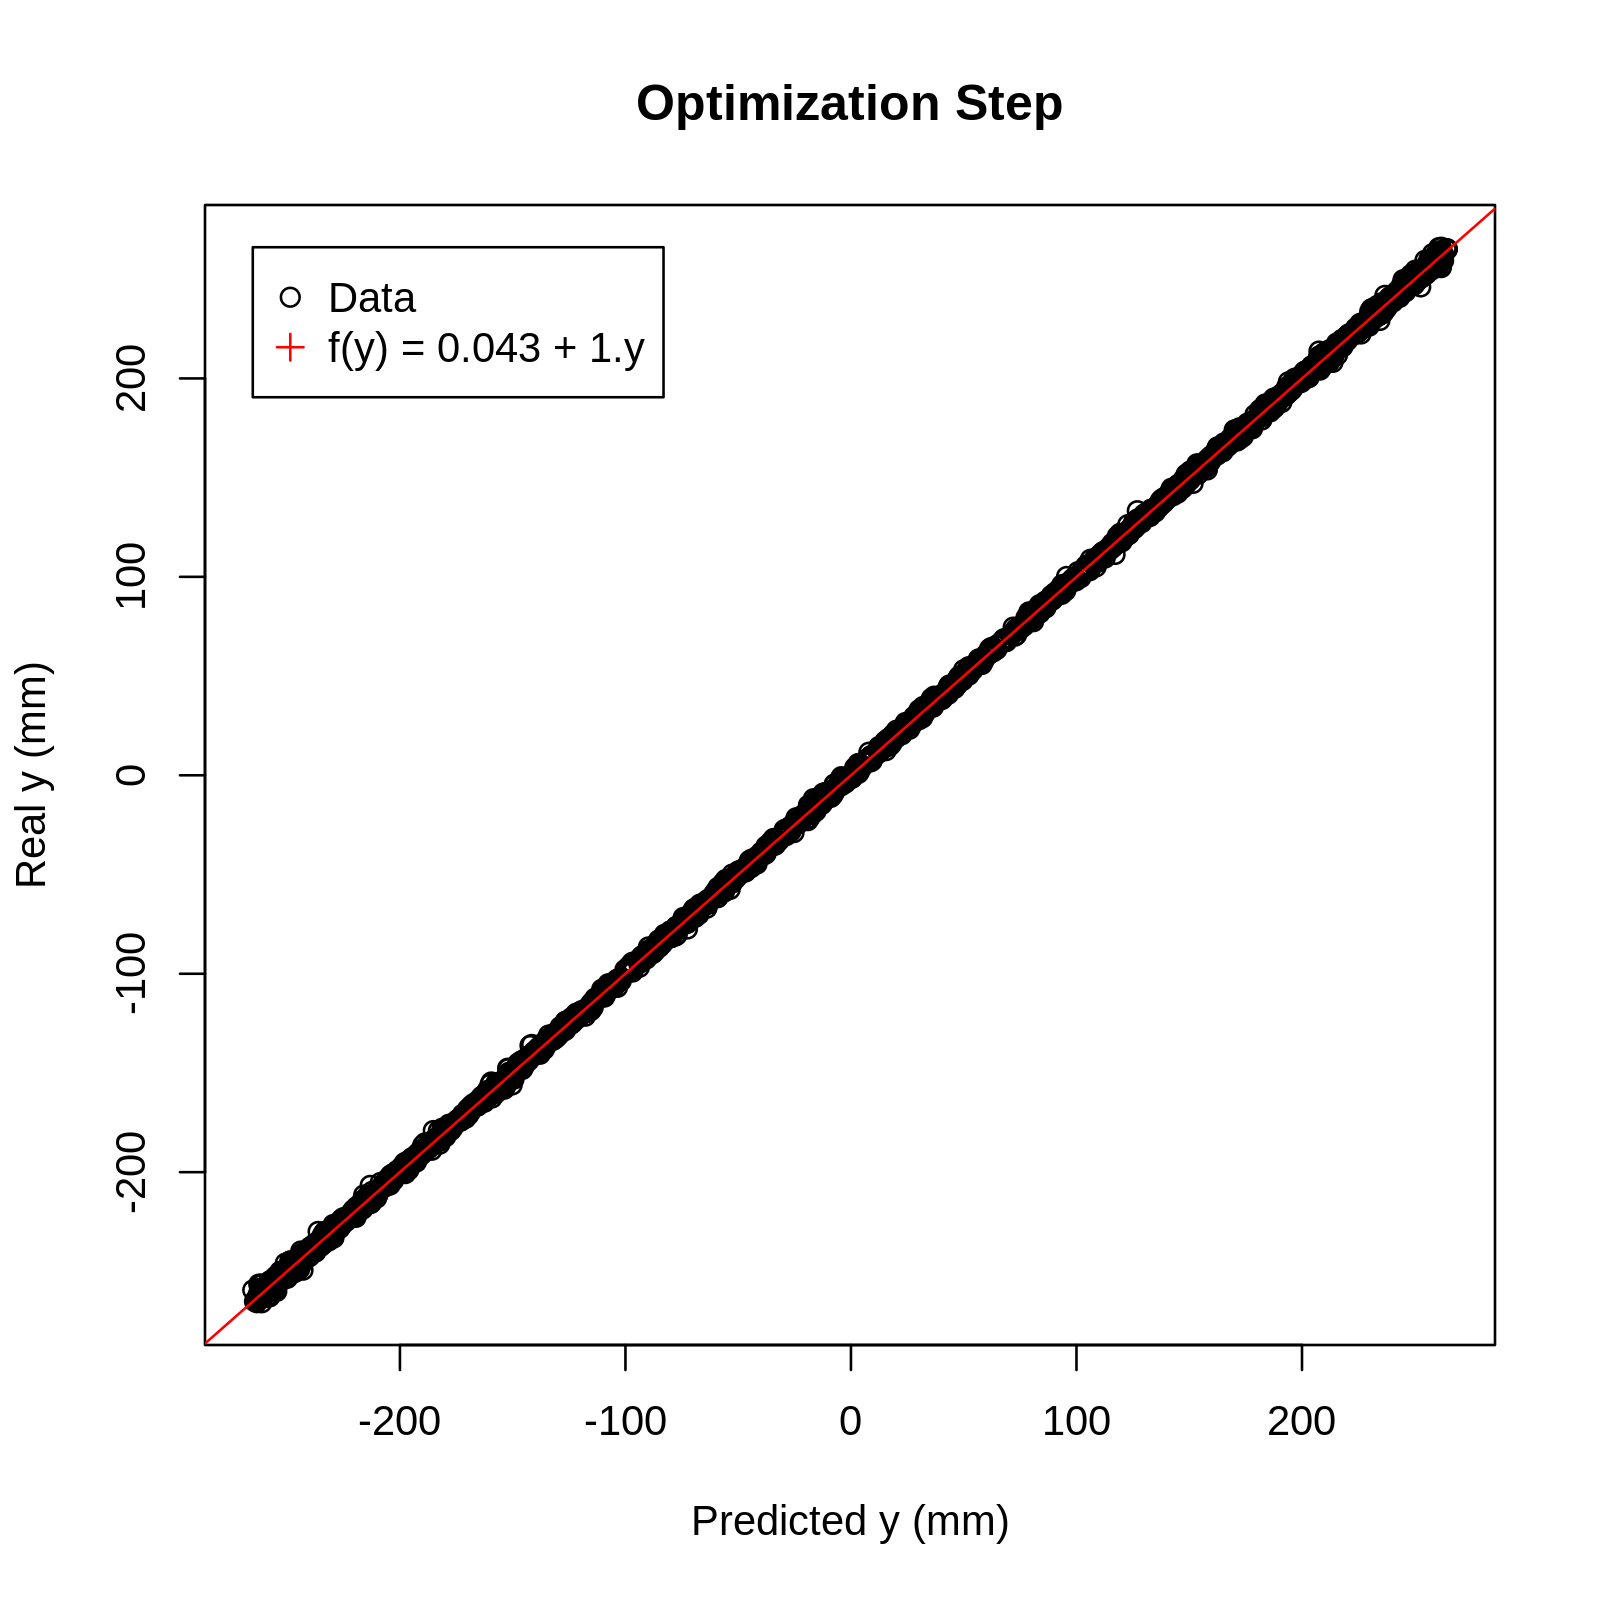 Optimization Step
Data
f(y) = 0.043 + 1.y
Real y (mm)
200
100
0
-100
-200
-200 -100 0 100 200
Predicted y (mm)